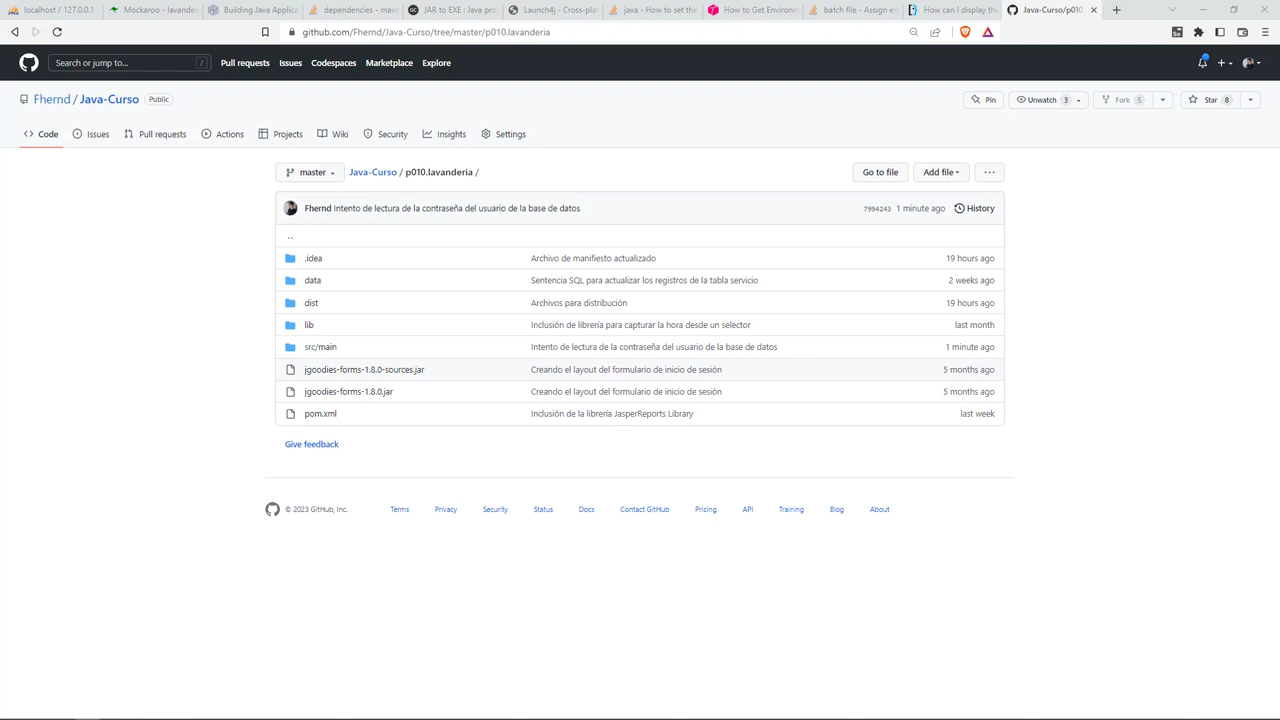 localhost / 127.0.0.1
Mockaroo - lavander
Building Java Applica
dependencies - mave
JAR to EXE : Java pro
Launch4j - Cross-pla
java - How to set the
How to Get Environm
batch file - Assign en
How can I display the
Java-Curso/p010.
github.com/Fhernd/Java-Curso/tree/master/p010.lavanderia
Search or jump to... /
Pull requests Issues Codespaces Marketplace Explore
Fhernd / Java-Curso Public
Pin Unwatch 3 Fork 5 Star 8
Code Issues Pull requests Actions Projects Wiki Security Insights Settings
master Java-Curso / p010.lavanderia / Go to file Add file ...
Fhernd Intento de lectura de la contraseña del usuario de la base de datos 7994243 1 minute ago History
..
.idea Archivo de manifiesto actualizado 19 hours ago
data Sentencia SQL para actualizar los registros de la tabla servicio 2 weeks ago
dist Archivos para distribución 19 hours ago
lib Inclusión de librería para capturar la hora desde un selector last month
src/main Intento de lectura de la contraseña del usuario de la base de datos 1 minute ago
jgoodies-forms-1.8.0-sources.jar Creando el layout del formulario de inicio de sesión 5 months ago
jgoodies-forms-1.8.0.jar Creando el layout del formulario de inicio de sesión 5 months ago
pom.xml Inclusión de la librería JasperReports Library last week
Give feedback
© 2023 GitHub, Inc. Terms Privacy Security Status Docs Contact GitHub Pricing API Training Blog About